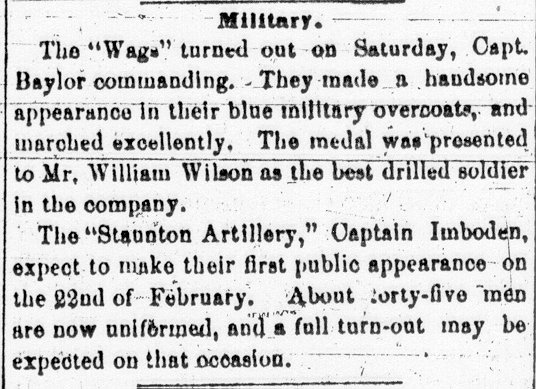 Military.
The "Wags" turned out on Saturday, Capt.
Baylor commanding. They made a handsome
appearance in their blue military overcoats, and
marched excellently. The medal was presented
to Mr. William Wilson as the best drilled soldier
in the company.
The "Staunton Artillery," Captain Imboden,
expect to make their first public appearance on
the 22nd of February. About forty-five men
are now uniformed, and a full turn-out may be
expected on that occasion.